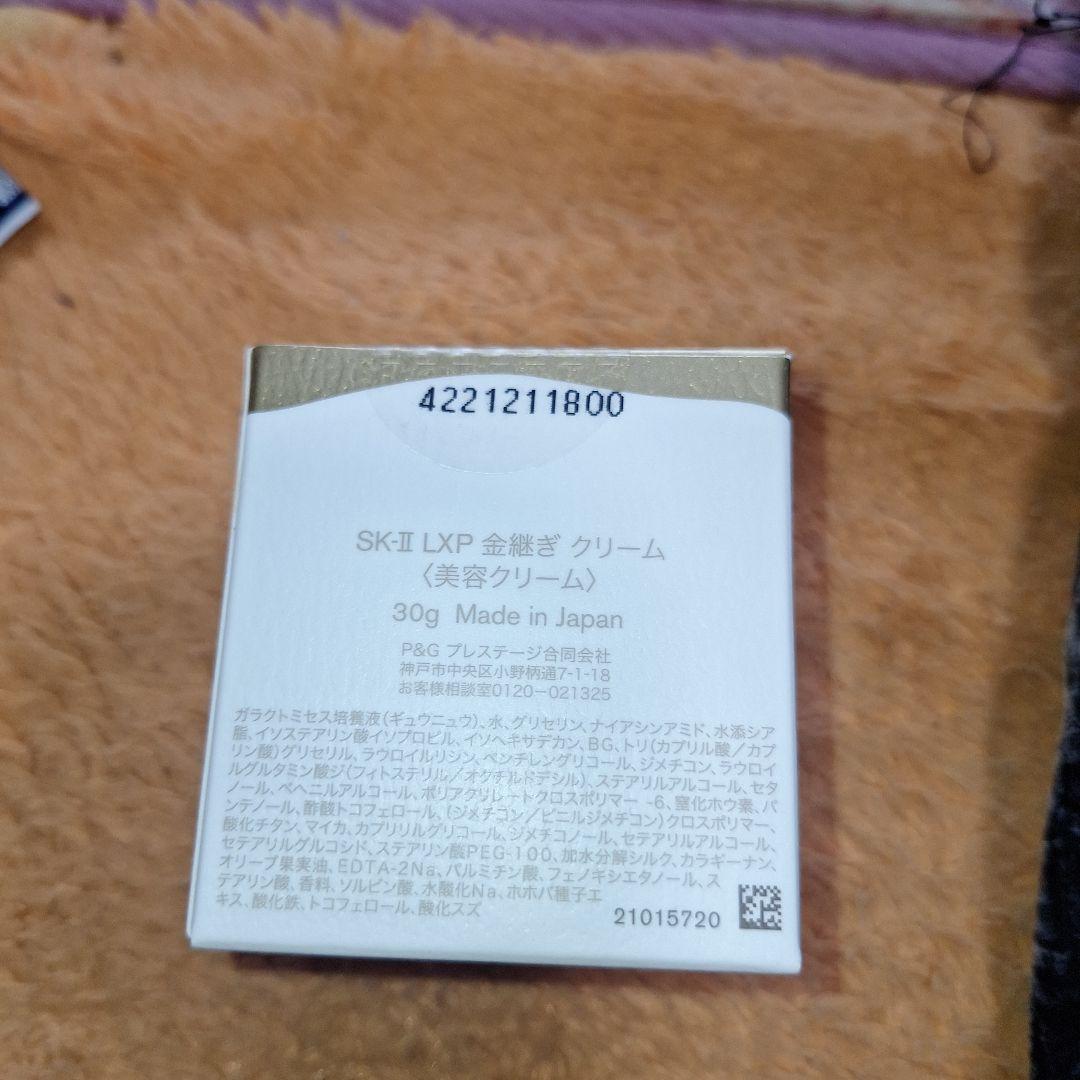 4221211800
SK-Ⅱ LXP 金継ぎ クリーム
〈美容クリーム〉
30g Made in Japan
P&G プレステージ合同会社
神戸市中央区小野柄通7-1-18
お客様相談室0120-021325
ガラクトミセス培養液(ギュウニュウ)、水、グリセリン、ナイアシンアミド、水添シア
脂、イソステアリン酸イソプロピル、イソヘキサデカン、BG、トリ(カプリル酸/カプ
リン酸)グリセリル、ラウロイルリシン、ペンチレングリコール、ジメチコン、ラウロイ
ルグルタミン酸ジ(フィトステリル/オクチルドデシル)、ステアリルアルコール、セタ
ノール、ベヘニルアルコール、ポリアクリレートクロスポリマー -6、窒化ホウ素、パ
ンテノール、酢酸トコフェロール、(ジメチコン/ビニルジメチコン)クロスポリマー、
酸化チタン、マイカ、カプリリルグリコール、ジメチコノール、セテアリルアルコール、
セテアリルグルコシド、ステアリン酸PEG-100、加水分解シルク、カラギーナン、
オリーブ果実油、EDTA-2Na、パルミチン酸、フェノキシエタノール、ス
テアリン酸、香料、ソルビン酸、水酸化Na、ホホバ種子エ
キス、酸化鉄、トコフェロール、酸化スズ
21015720